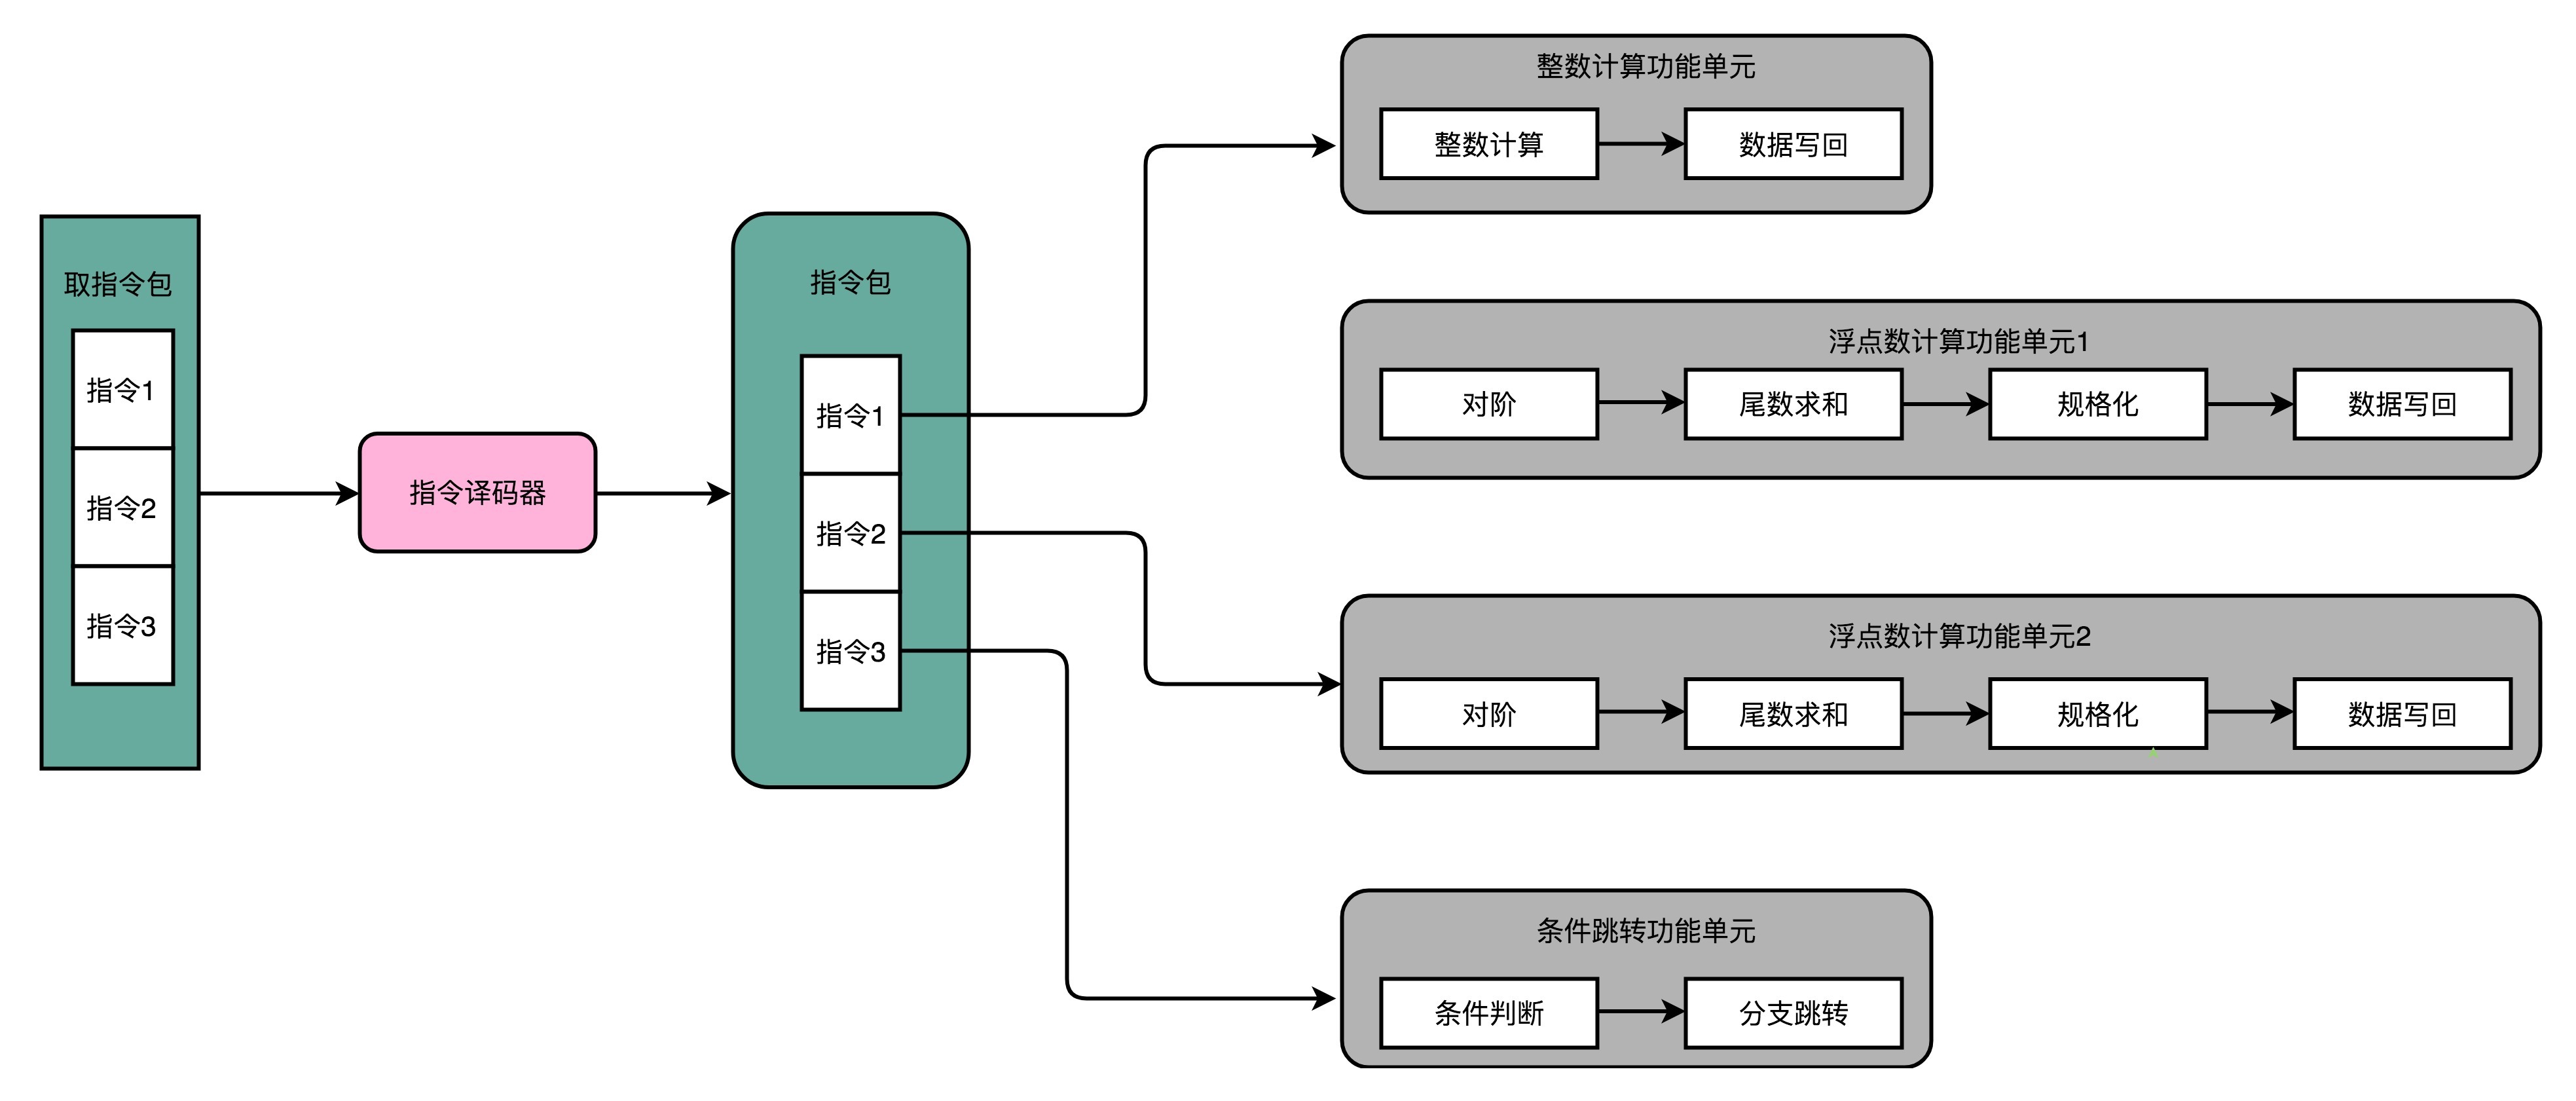 取指令包
指令1
指令2
指令3
指令译码器
指令包
指令1
指令2
指令3
整数计算功能单元
整数计算
数据写回
浮点数计算功能单元1
对阶
尾数求和
规格化
数据写回
浮点数计算功能单元2
对阶
尾数求和
规格化
数据写回
条件跳转功能单元
条件判断
分支跳转